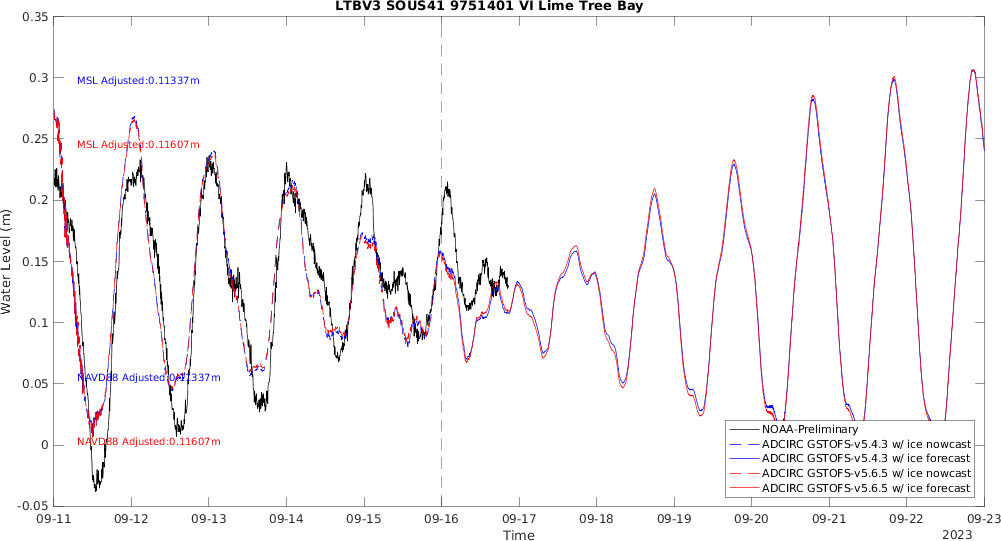 LTBV3 SOUS41 9751401 VI Lime Tree Bay
0.35
0.3
0.25
0.2
0.15
0.1
0.05
0
-0.05
Water Level (m)
MSL Adjusted:0.11337m
MSL Adjusted:0.11607m
NAVD88 Adjusted:0.11337m
NAVD88 Adjusted:0.11607m
NOAA-Preliminary
ADCIRC GSTOFS-v5.4.3 w/ ice nowcast
ADCIRC GSTOFS-v5.4.3 w/ ice forecast
ADCIRC GSTOFS-v5.6.5 w/ ice nowcast
ADCIRC GSTOFS-v5.6.5 w/ ice forecast
09-11 09-12 09-13 09-14 09-15 09-16 09-17 09-18 09-19 09-20 09-21 09-22 09-23
Time
2023